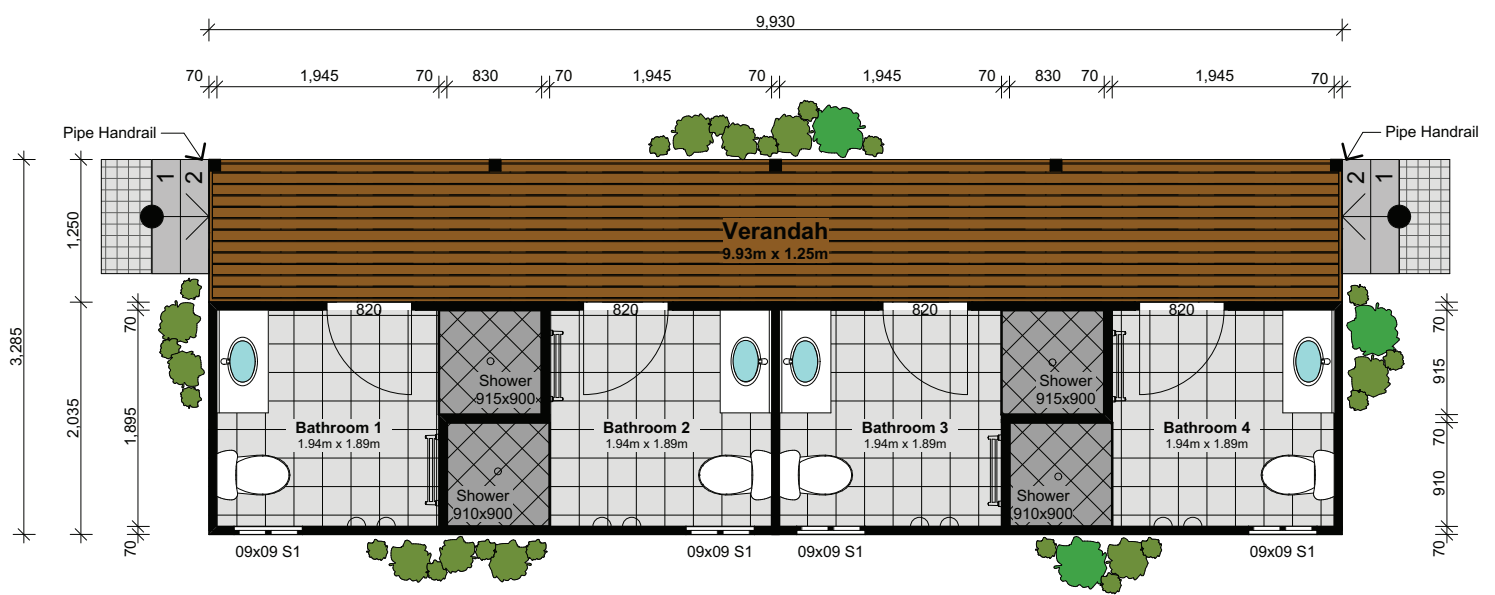 9,930
70 1,945 70 830 70 1,945 70 1,945 70 830 70 1,945 70
Pipe Handrail
Pipe Handrail
1 2
2 1
3,285
1,250
2,035
Verandah
9.93m x 1.25m
820 820 820 820
70
1,895
70
70
915
70
910
70
Shower
915x900
Shower
915x900
Bathroom 1
1.94m x 1.89m
Bathroom 2
1.94m x 1.89m
Bathroom 3
1.94m x 1.89m
Bathroom 4
1.94m x 1.89m
Shower
910x900
Shower
910x900
09x09 S1 09x09 S1 09x09 S1 09x09 S1